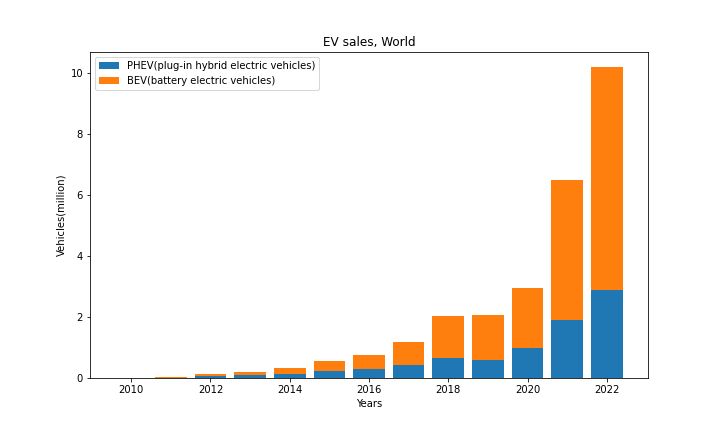 EV sales, World
PHEV(plug-in hybrid electric vehicles)
BEV(battery electric vehicles)
10
8
6
4
2
0
Vehicles(million)
2010 2012 2014 2016 2018 2020 2022
Years